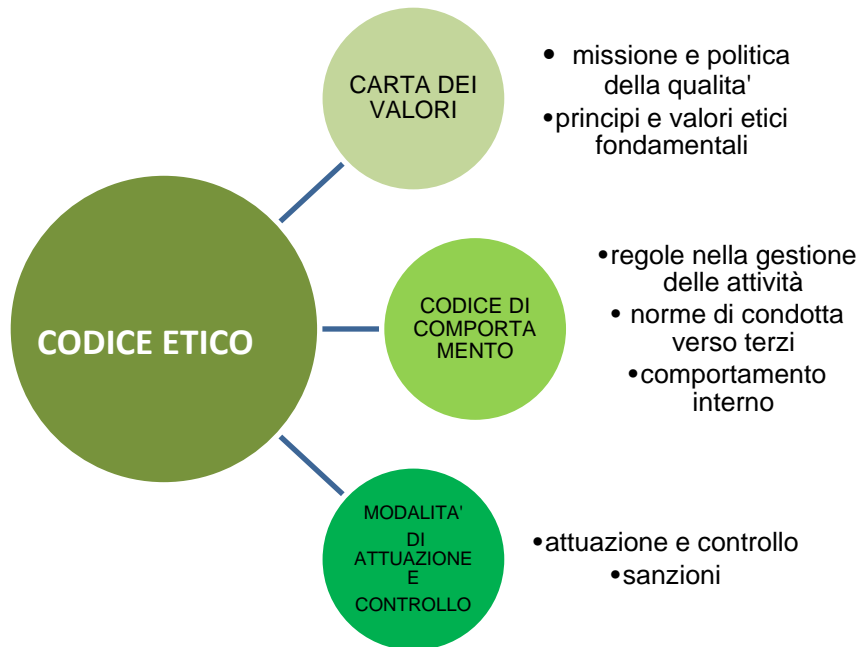 CARTA DEI
VALORI
• missione e politica
della qualita'
•principi e valori etici
fondamentali
CODICE ETICO
CODICE DI
COMPORTA
MENTO
•regole nella gestione
delle attività
• norme di condotta
verso terzi
•comportamento
interno
MODALITA'
DI
ATTUAZIONE
E
CONTROLLO
•attuazione e controllo
•sanzioni